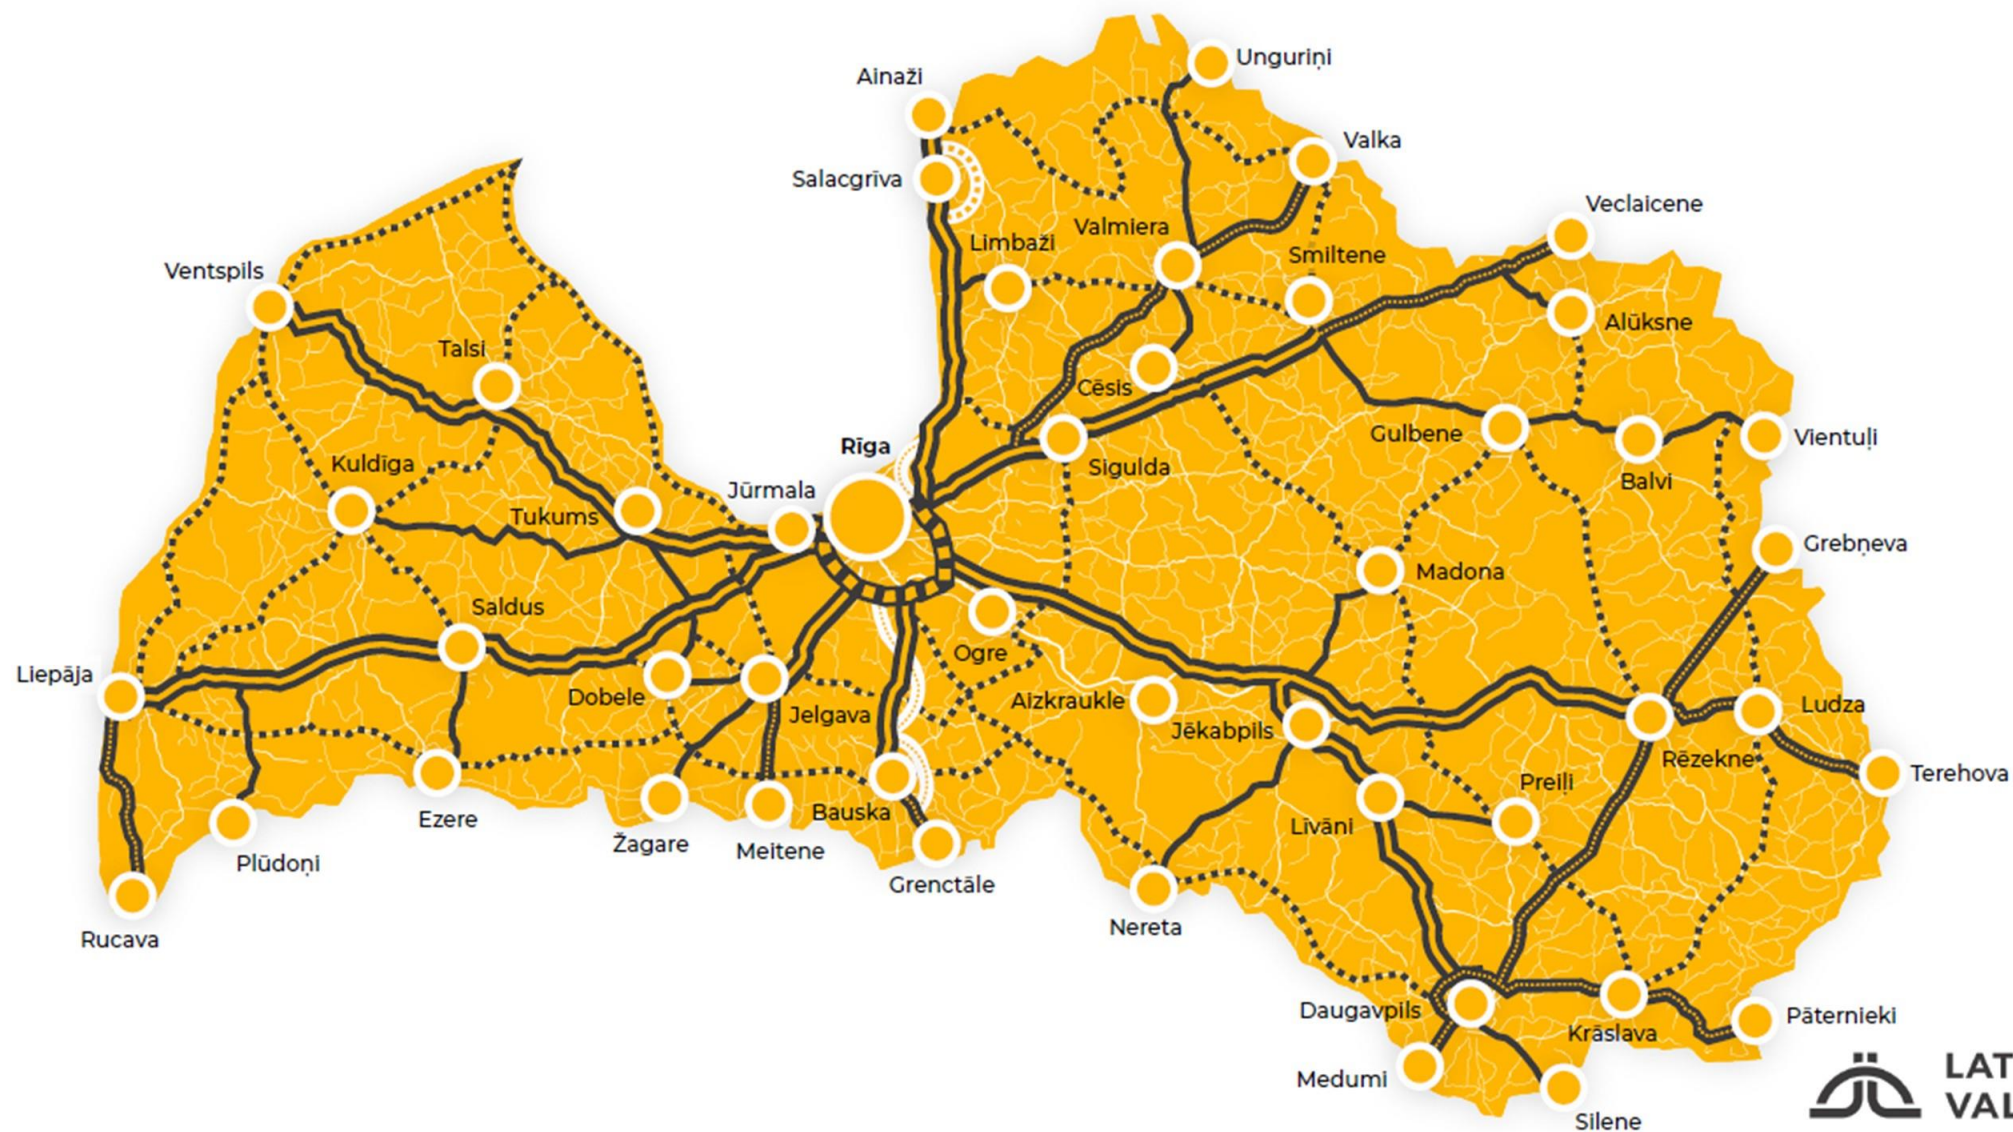 Unguriņi
Ainaži
Valka
Salacgrīva
Veclaicene
Valmiera
Limbaži
Smiltene
Ventspils
Alūksne
Talsi
Cēsis
Gulbene
Vientuļi
Rīga
Kuldīga
Sigulda
Balvi
Jūrmala
Tukums
Grebņeva
Madona
Saldus
Ogre
Liepāja
Dobele
Aizkraukle
Ludza
Jelgava
Jēkabpils
Rēzekne
Terehova
Preiļi
Bauska
Ezere
Līvāni
Žagare
Meitene
Plūdoņi
Grenctāle
Nereta
Rucava
Daugavpils
Pāternieki
Krāslava
Medumi
Silene
LAT
VAL